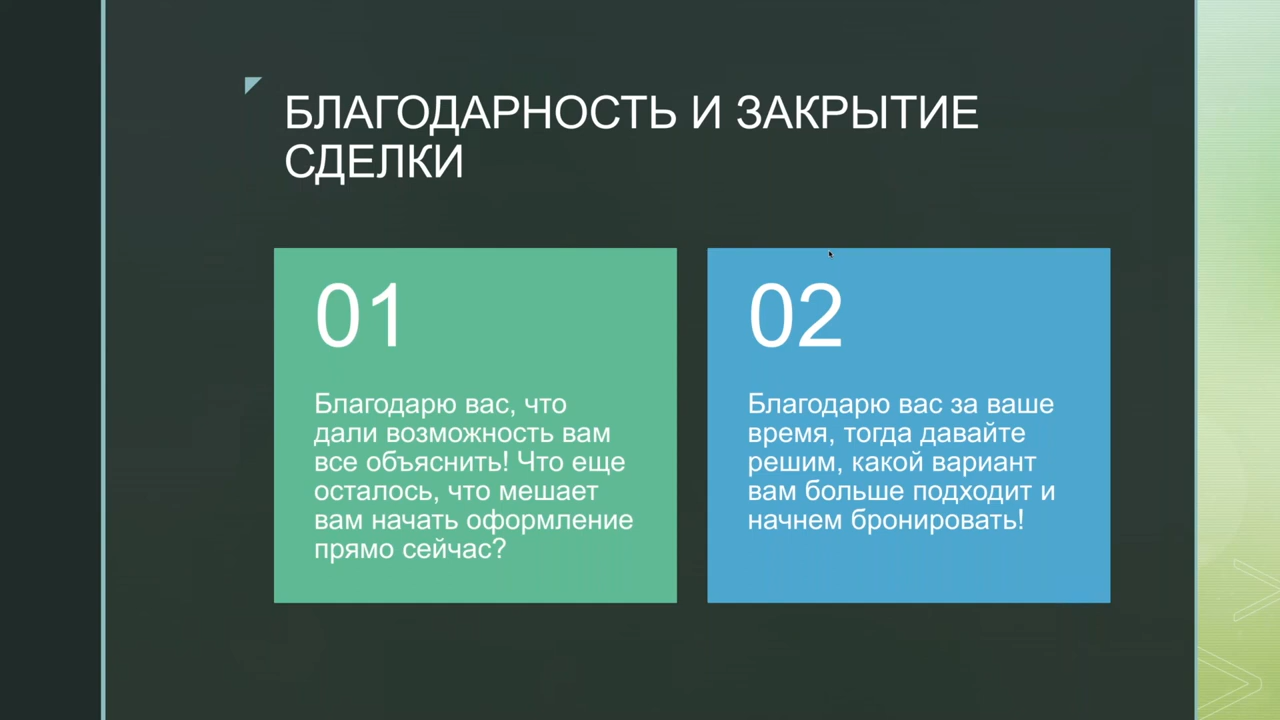 БЛАГОДАРНОСТЬ И ЗАКРЫТИЕ
СДЕЛКИ
01
Благодарю вас, что
дали возможность вам
все объяснить! Что еще
осталось, что мешает
вам начать оформление
прямо сейчас?
02
Благодарю вас за ваше
время, тогда давайте
решим, какой вариант
вам больше подходит и
начнем бронировать!